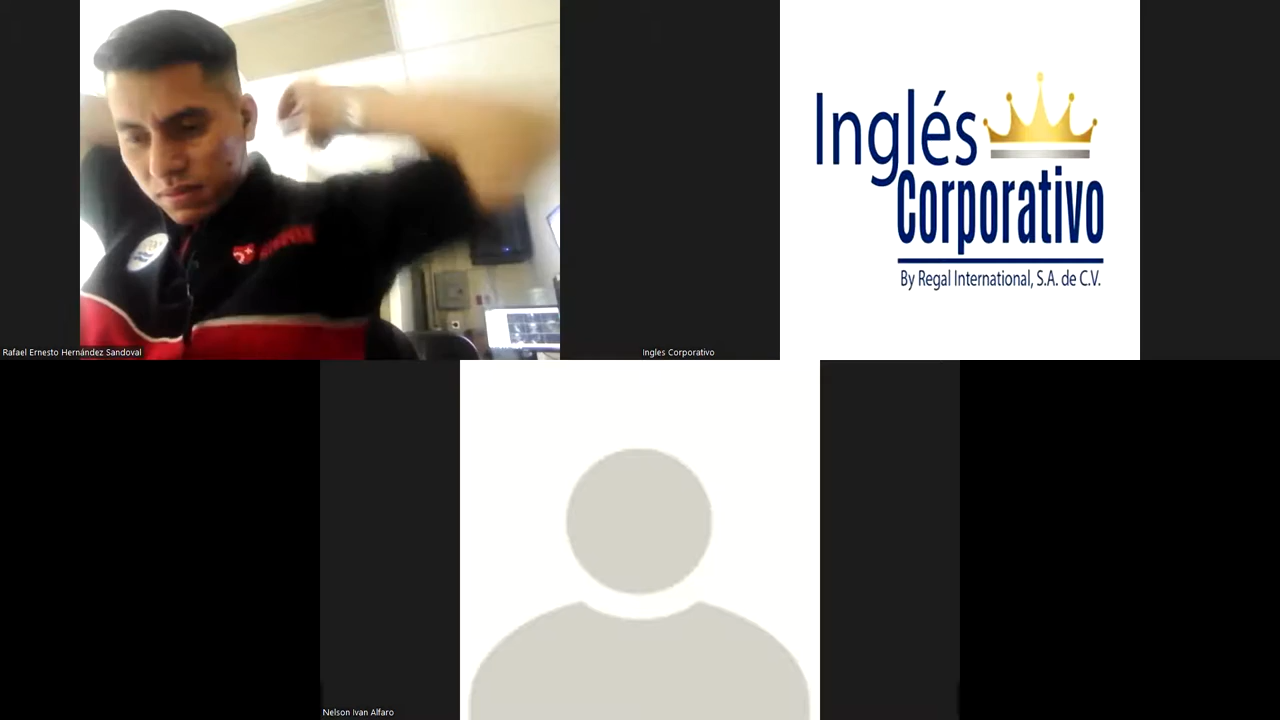 Inglés
Corporativo
By Regal International, S.A. de C.V.
Rafael Ernesto Hernández Sandoval
Ingles Corporativo
Nelson Ivan Alfaro